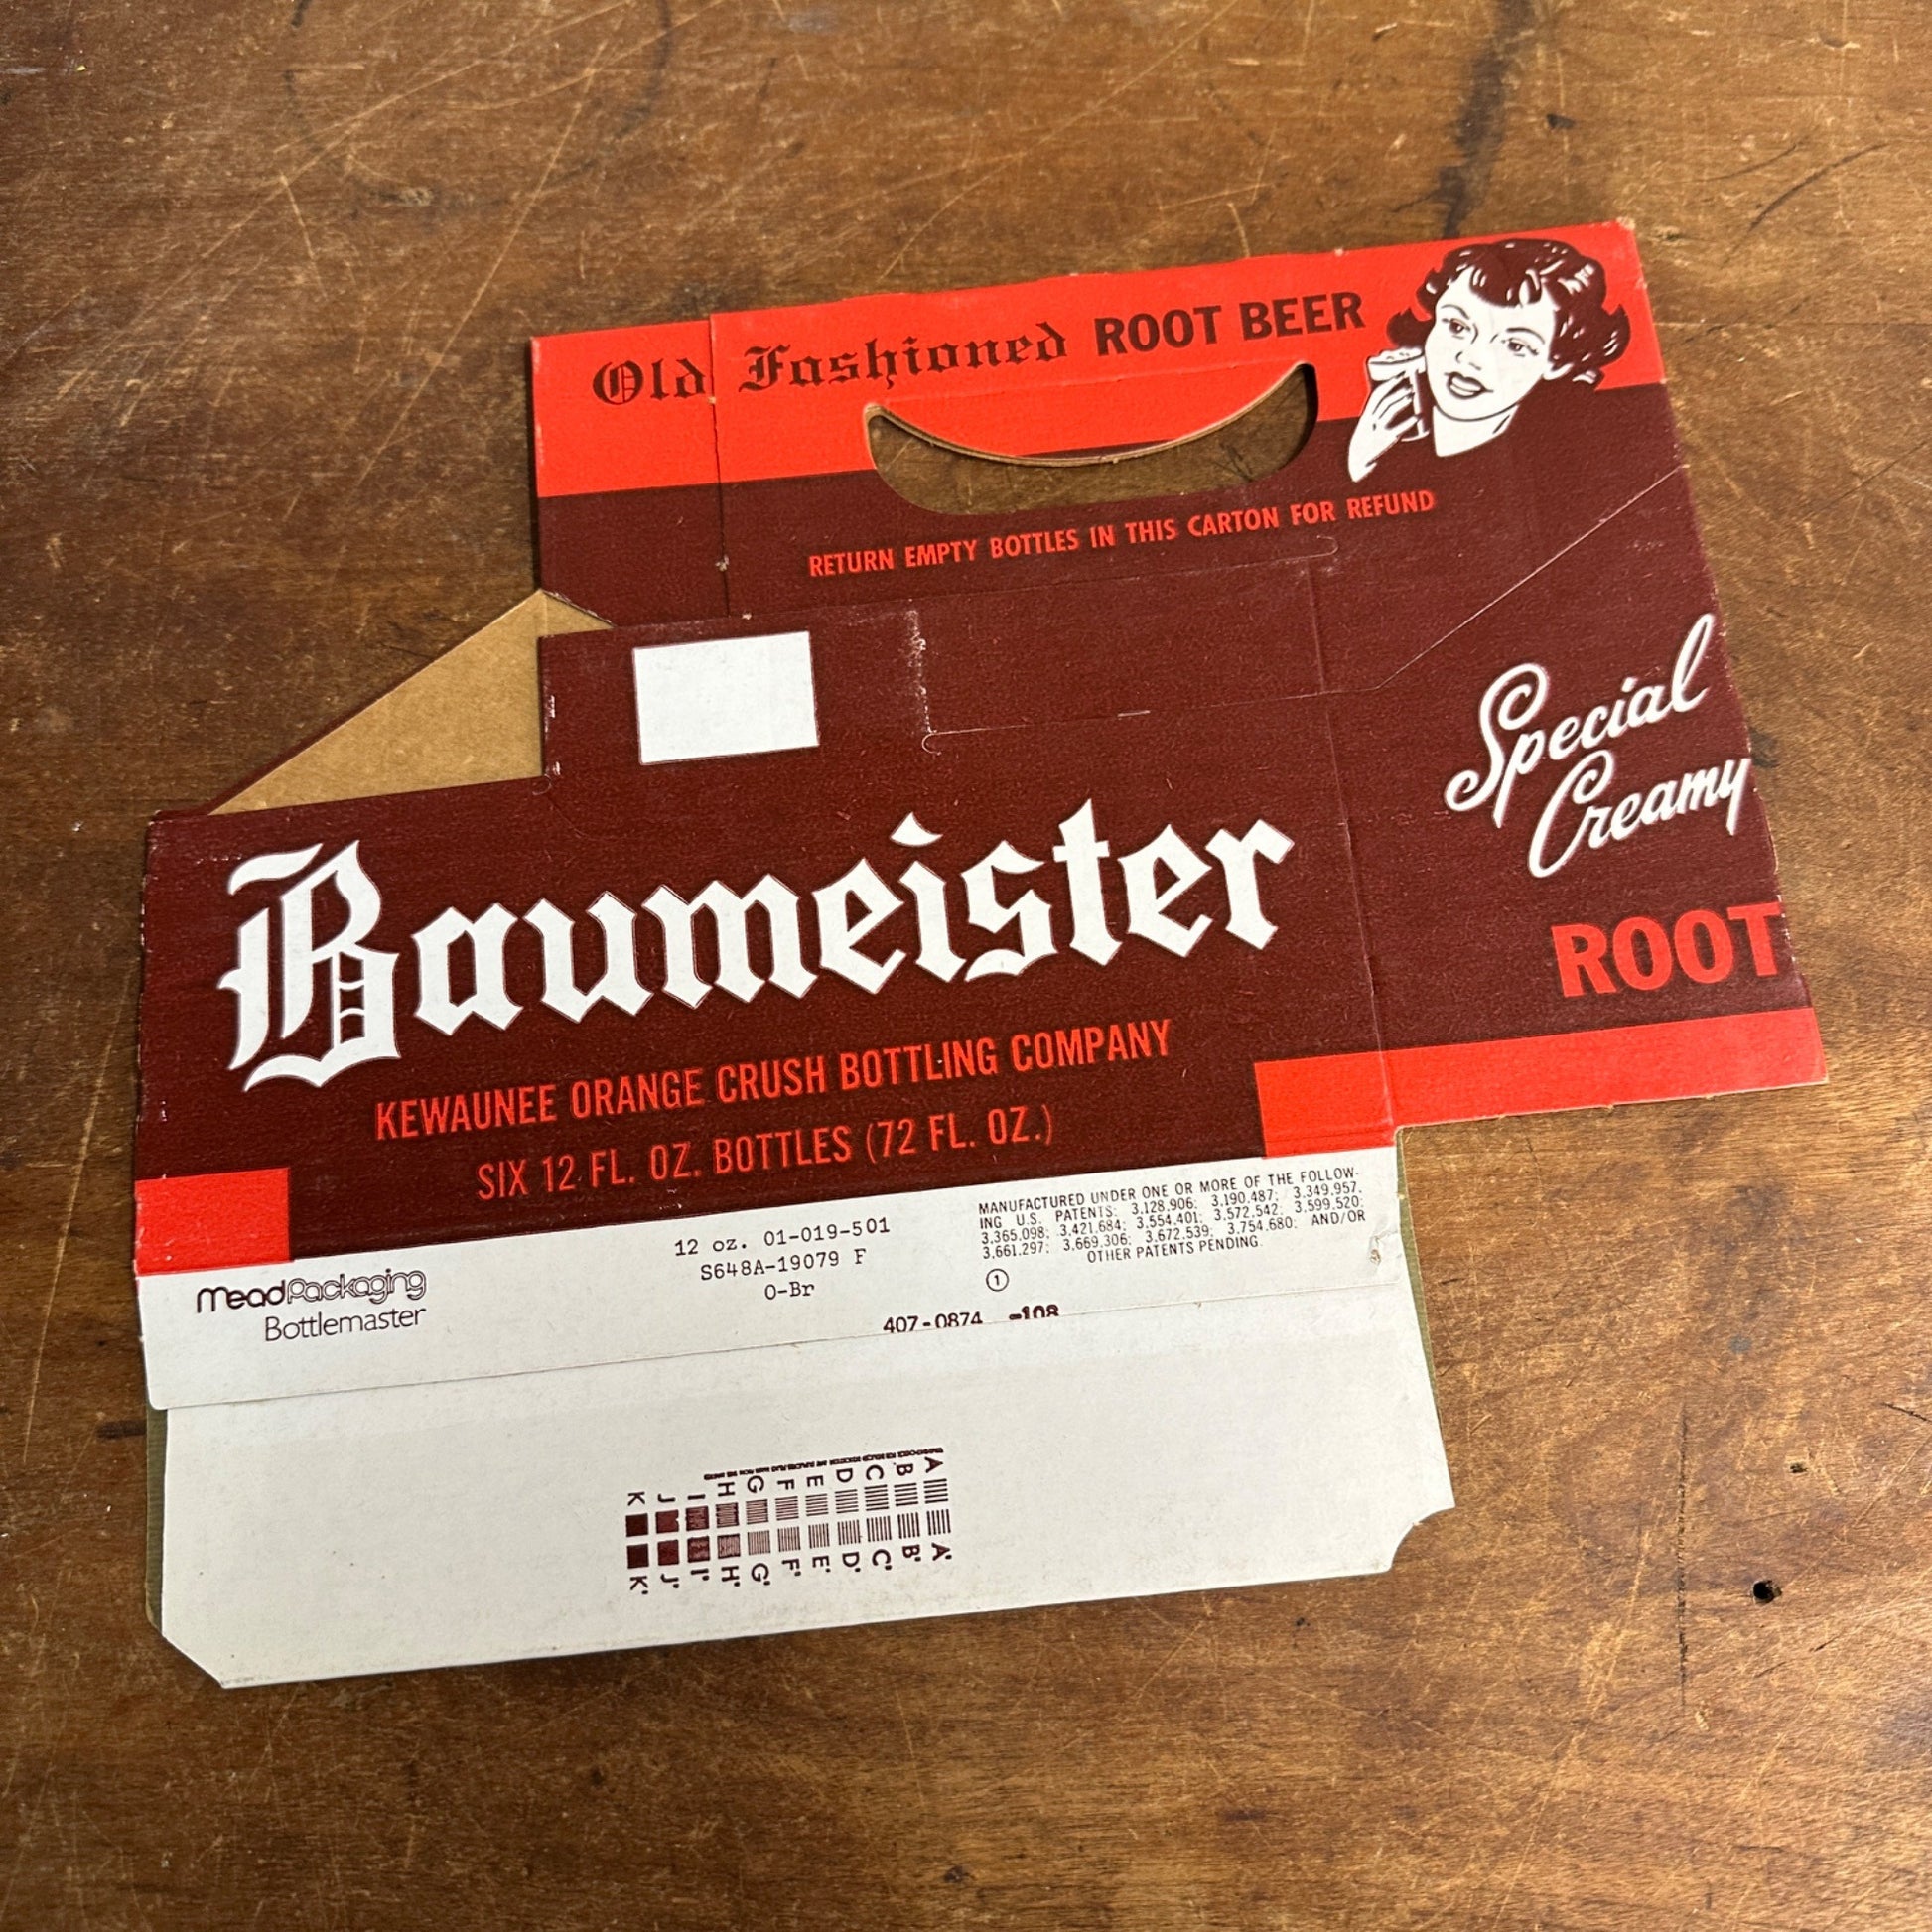 Old Fashioned ROOT BEER
RETURN EMPTY BOTTLES IN THIS CARTON FOR REFUND
Special
Creamy
ROOT
Baumeister
KEWAUNEE ORANGE CRUSH BOTTLING COMPANY
SIX 12 FL. OZ. BOTTLES (72 FL. OZ.)
Mead Packaging
Bottlemaster
12 oz. 01-019-501
S648A-19079 F
O-Br
MANUFACTURED UNDER ONE OR MORE OF THE FOLLOW-
ING U.S. PATENTS: 3,128,906; 3,190,487; 3,349,957,
3,365,098; 3,421,684; 3,554,401; 3,572,542; 3,599,520;
3,661,297; 3,669,306; 3,672,539; 3,754,680; AND/OR
OTHER PATENTS PENDING.
1
407-0874 -108
A B C D E F G H I J K
A' B' C' D' E' F' G' H' I' J' K'